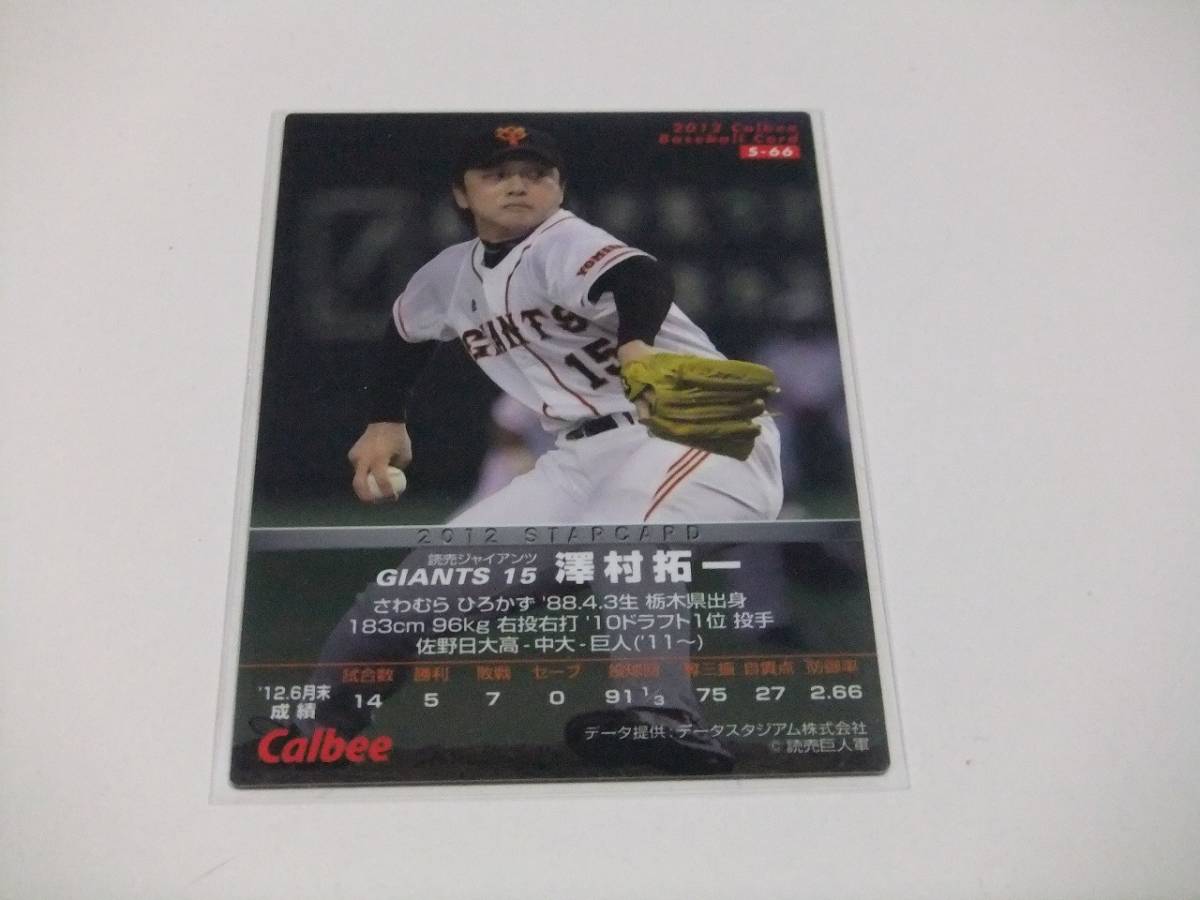 2012 Calbee
Baseball Card
S-66
YOMIU
GIANTS
15
2012 STARCARD
読売ジャイアンツ
GIANTS 15 澤村拓一
さわむら ひろかず '88.4.3生 栃木県出身
183cm 96kg 右投右打 '10ドラフト1位 投手
佐野日大高-中大-巨人('11〜)
試合数 勝利 敗戦 セーブ 投球回 奪三振 自責点 防御率
'12.6月末 成績 14 5 7 0 91 1/3 75 27 2.66
Calbee
データ提供:データスタジアム株式会社
© 読売巨人軍